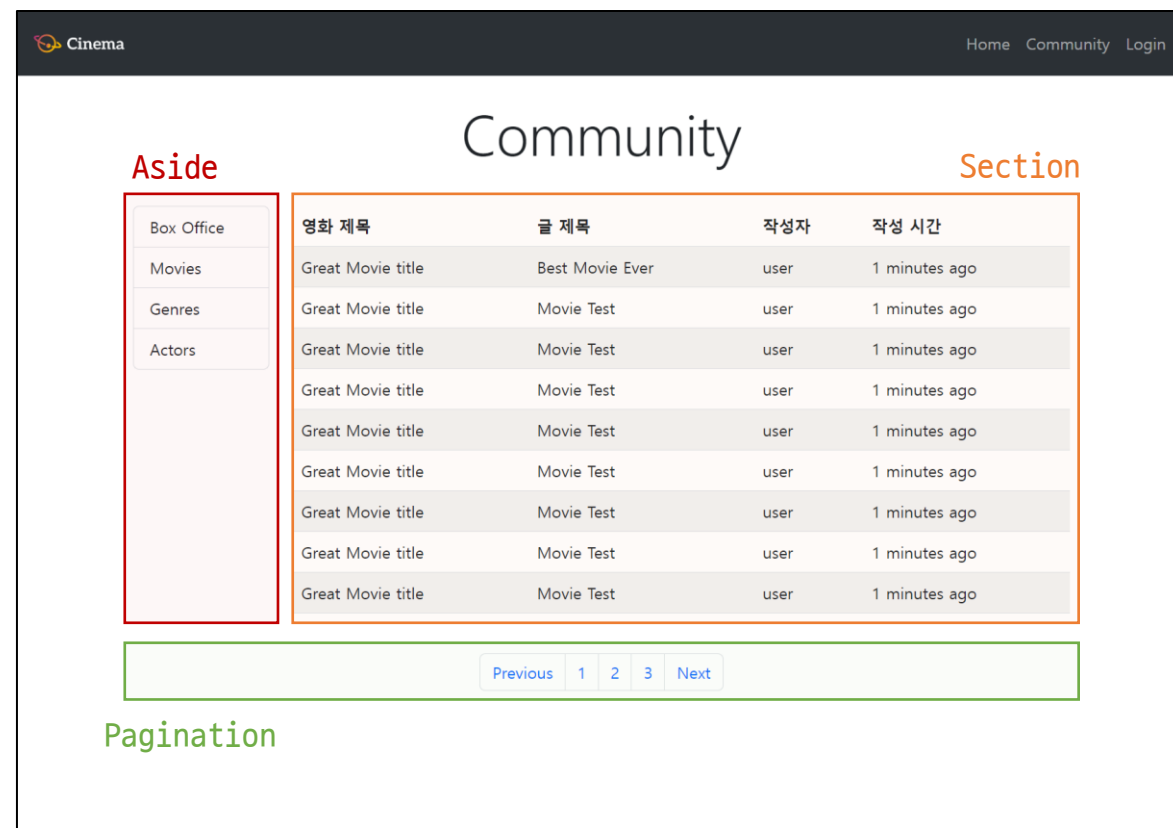 Cinema Home Community Login
Community
Aside Section
Box Office
Movies
Genres
Actors
영화 제목 글 제목 작성자 작성 시간
Great Movie title Best Movie Ever user 1 minutes ago
Great Movie title Movie Test user 1 minutes ago
Great Movie title Movie Test user 1 minutes ago
Great Movie title Movie Test user 1 minutes ago
Great Movie title Movie Test user 1 minutes ago
Great Movie title Movie Test user 1 minutes ago
Great Movie title Movie Test user 1 minutes ago
Great Movie title Movie Test user 1 minutes ago
Great Movie title Movie Test user 1 minutes ago
Previous 1 2 3 Next
Pagination